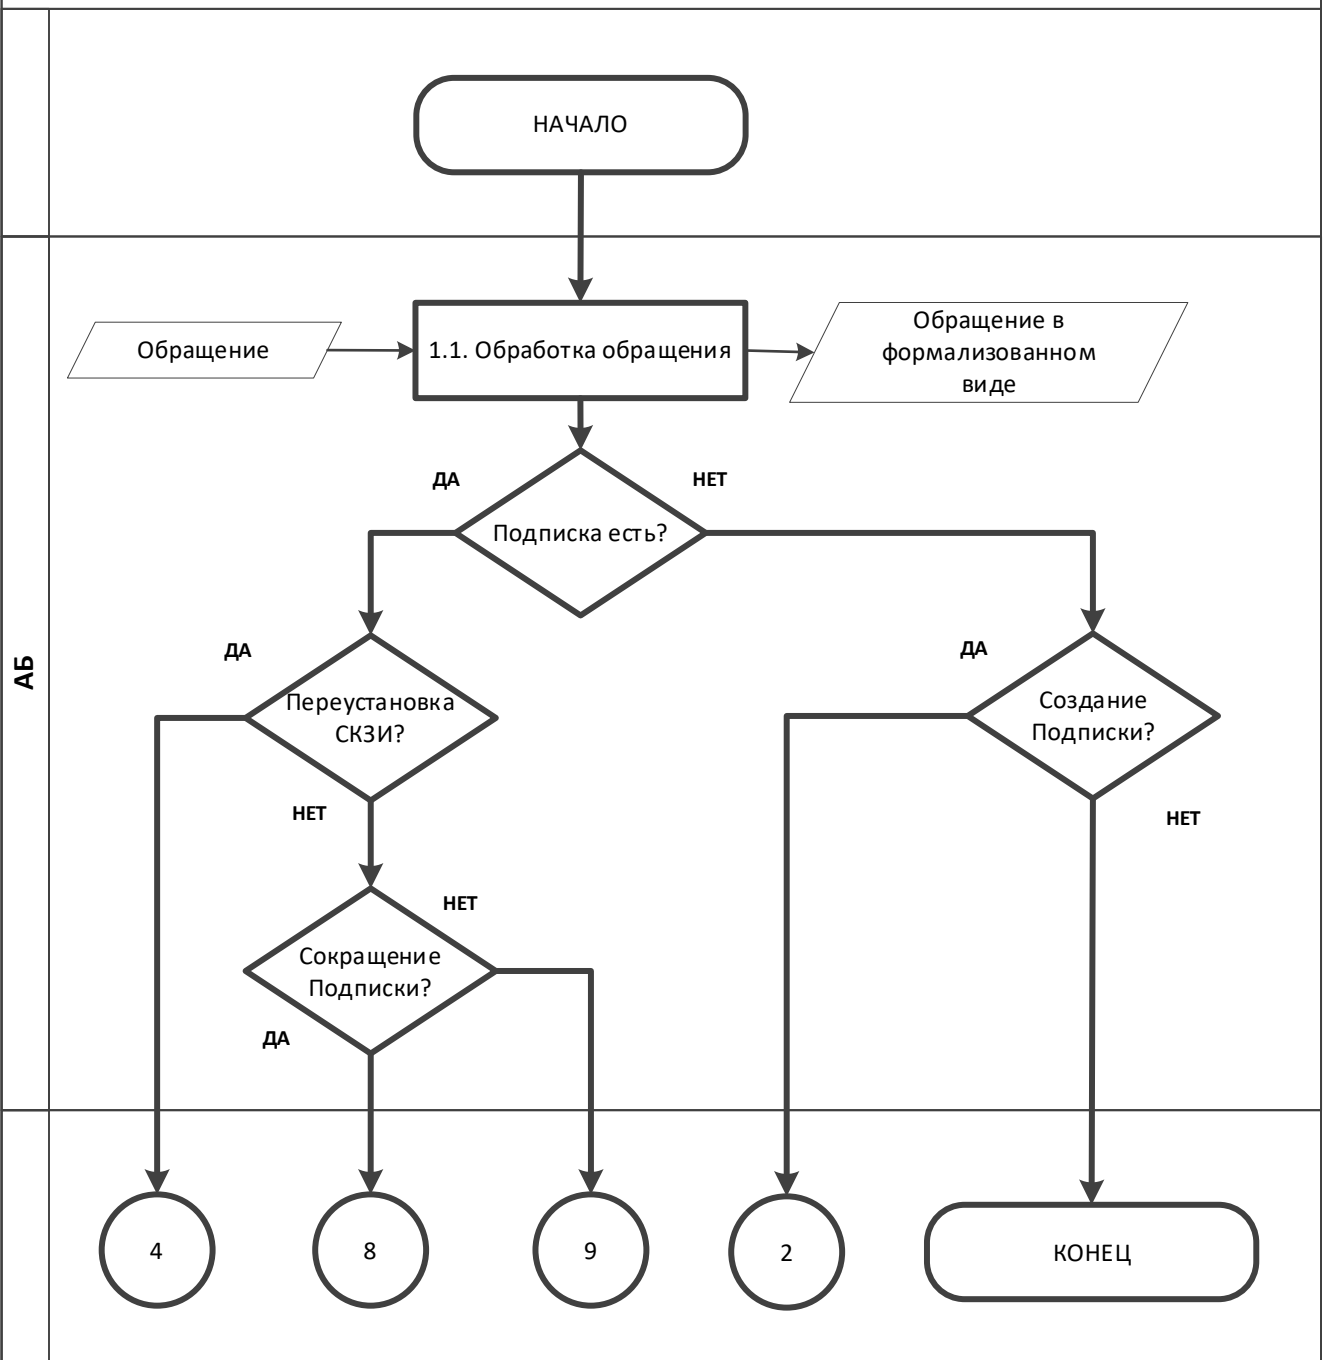 НАЧАЛО
Обращение
1.1. Обработка обращения
Обращение в
формализованном
виде
ДА
НЕТ
Подписка есть?
АБ
ДА
Переустановка
СКЗИ?
НЕТ
ДА
Создание
Подписки?
НЕТ
НЕТ
Сокращение
Подписки?
ДА
4
8
9
2
КОНЕЦ